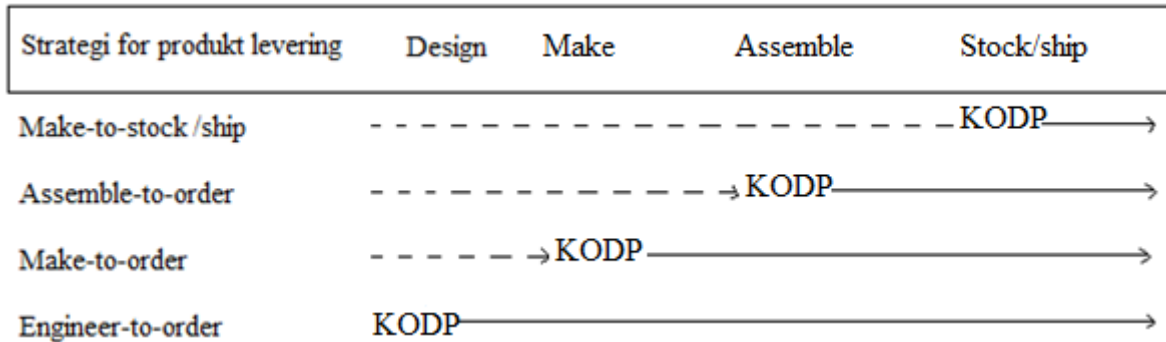 Strategi for produkt levering Design Make Assemble Stock/ship
Make-to-stock /ship KODP
Assemble-to-order KODP
Make-to-order KODP
Engineer-to-order KODP